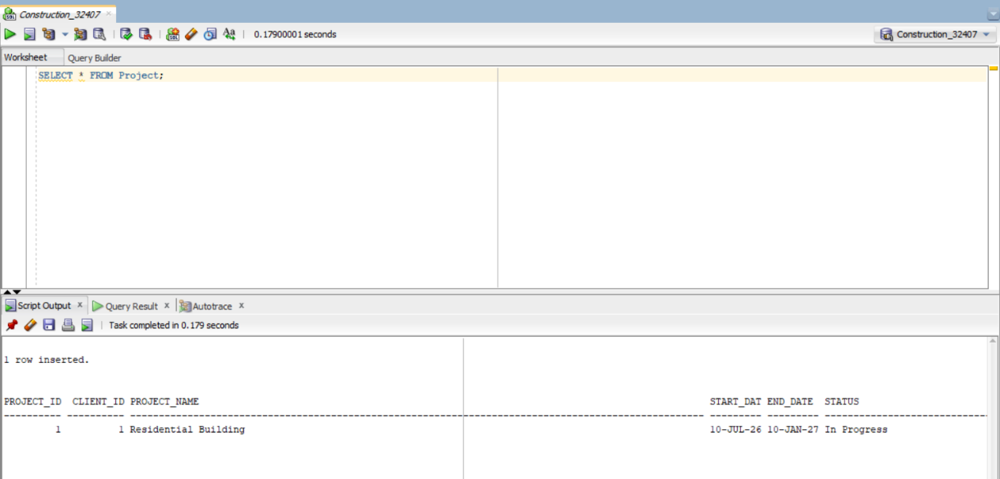 Construction_32407
0.17900001 seconds
Construction_32407
Worksheet
Query Builder
SELECT * FROM Project;
Script Output x
Query Result x
Autotrace x
Task completed in 0.179 seconds
1 row inserted.
PROJECT_ID CLIENT_ID PROJECT_NAME START_DAT END_DATE STATUS
1 1 Residential Building 10-JUL-26 10-JAN-27 In Progress